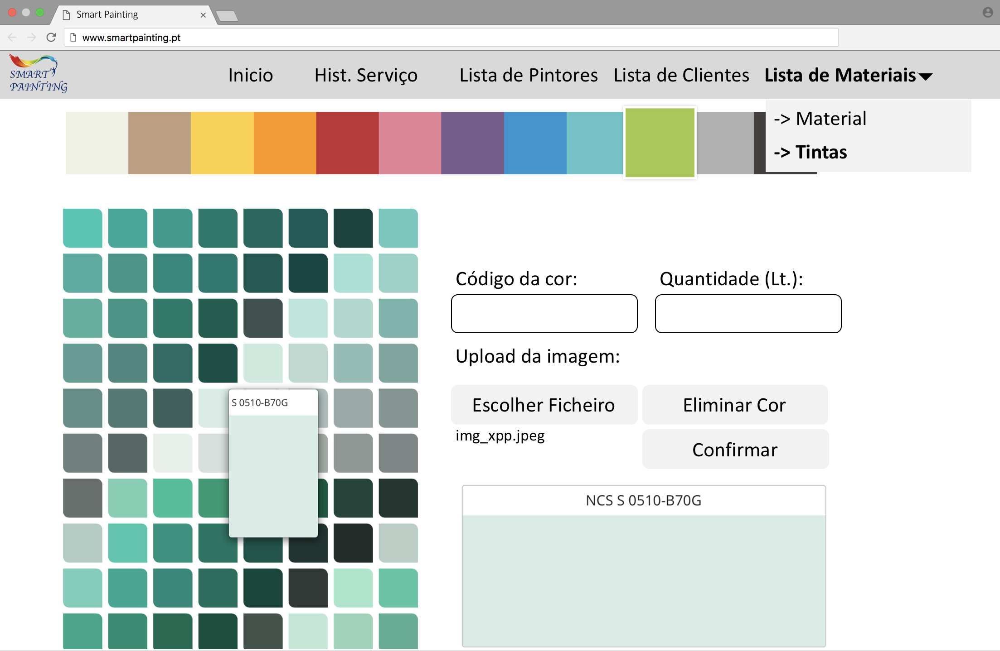 Smart Painting
www.smartpainting.pt
SMART
PAINTING
Inicio
Hist. Serviço
Lista de Pintores
Lista de Clientes
Lista de Materiais
-> Material
-> Tintas
Código da cor:
Quantidade (Lt.):
Upload da imagem:
S 0510-B70G
Escolher Ficheiro
Eliminar Cor
img_xpp.jpeg
Confirmar
NCS S 0510-B70G